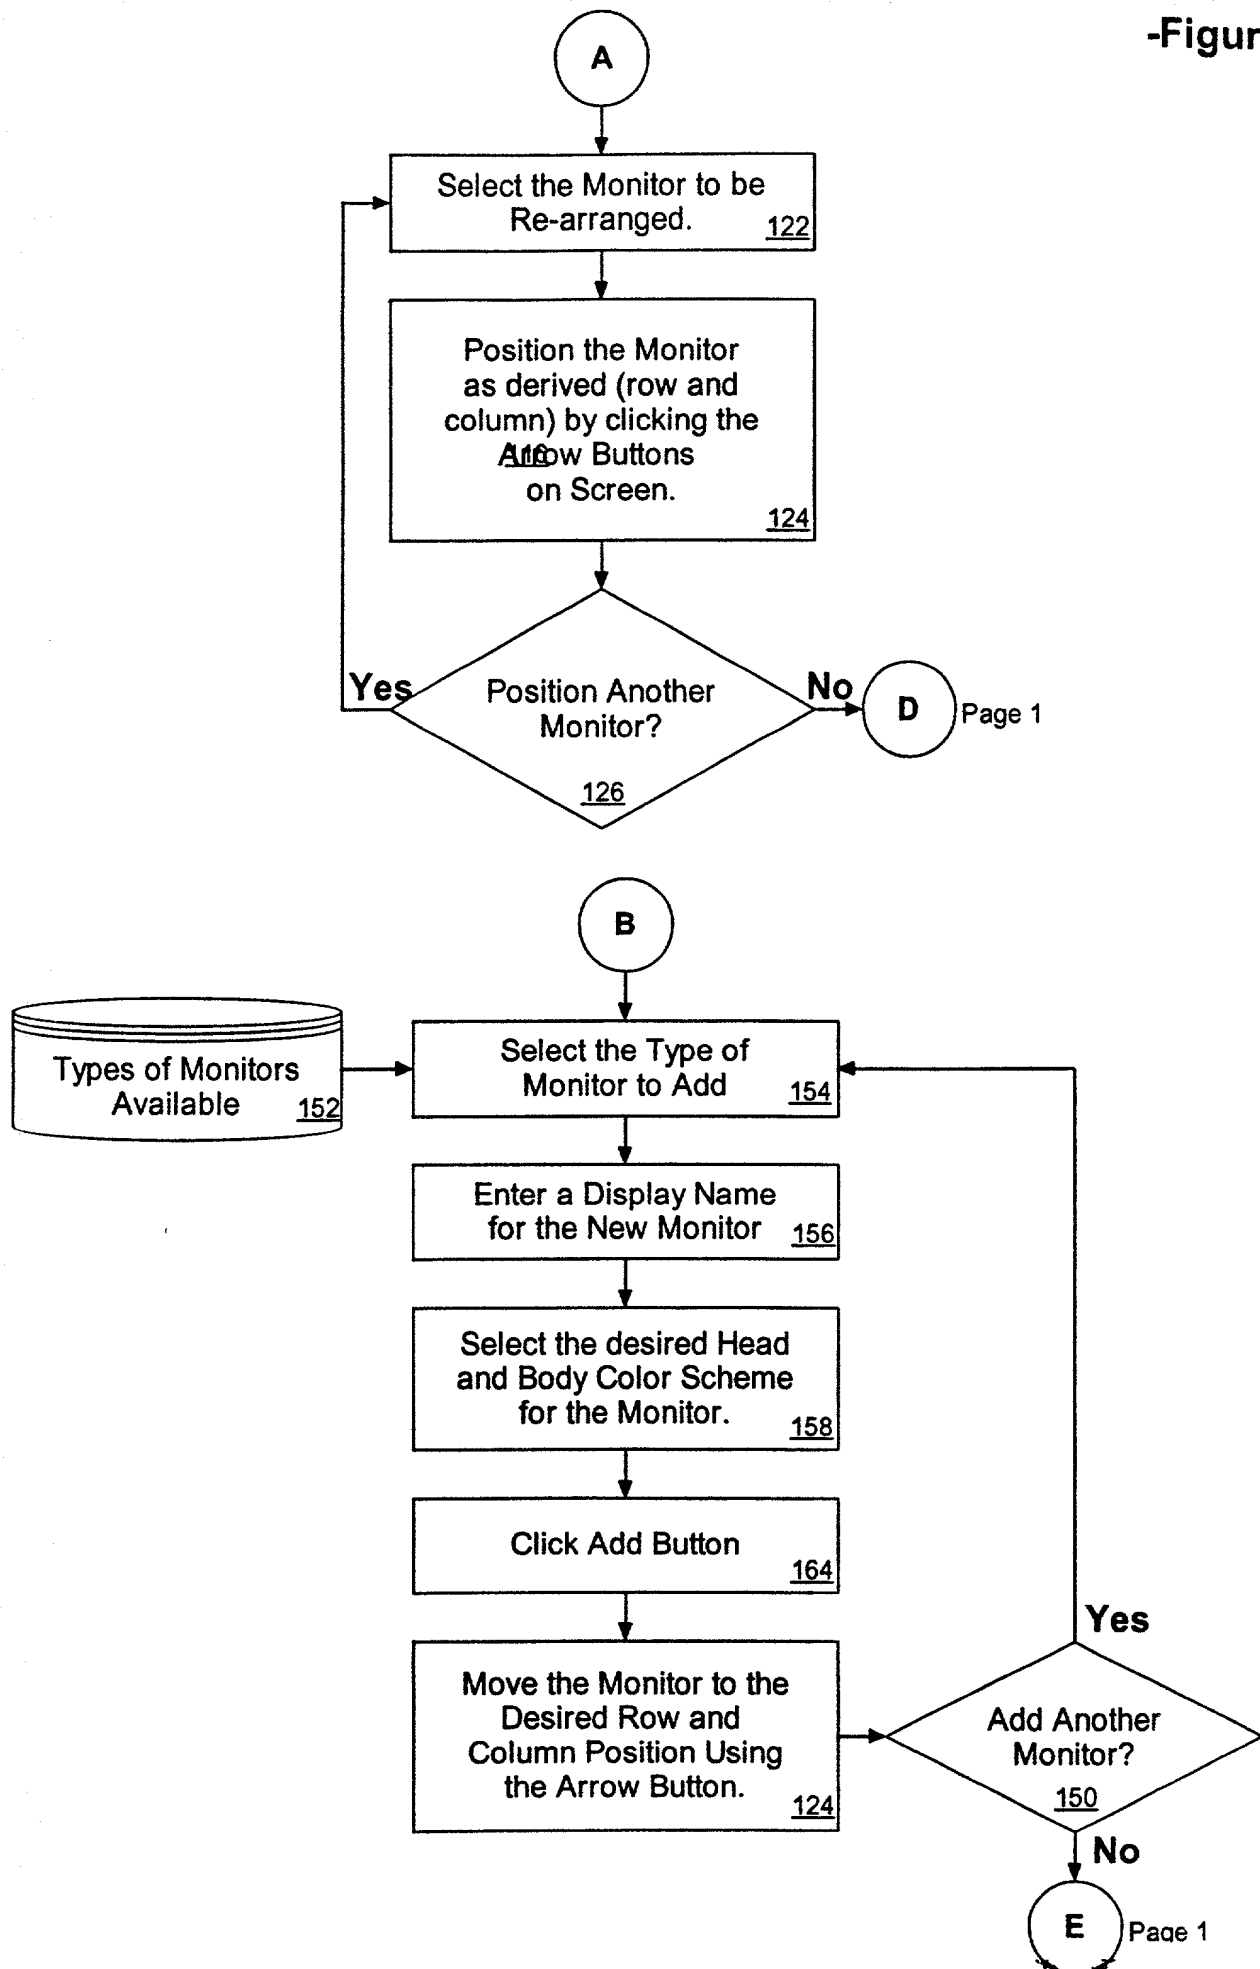 -Figur
A
Select the Monitor to be
Re-arranged.
122
Position the Monitor
as derived (row and
column) by clicking the
Arrow Buttons
on Screen.
124
Yes
Position Another
Monitor?
126
No
D
Page 1
B
Types of Monitors
Available
152
Select the Type of
Monitor to Add
154
Enter a Display Name
for the New Monitor
156
Select the desired Head
and Body Color Scheme
for the Monitor.
158
Click Add Button
164
Move the Monitor to the
Desired Row and
Column Position Using
the Arrow Button.
124
Yes
Add Another
Monitor?
150
No
E
Page 1